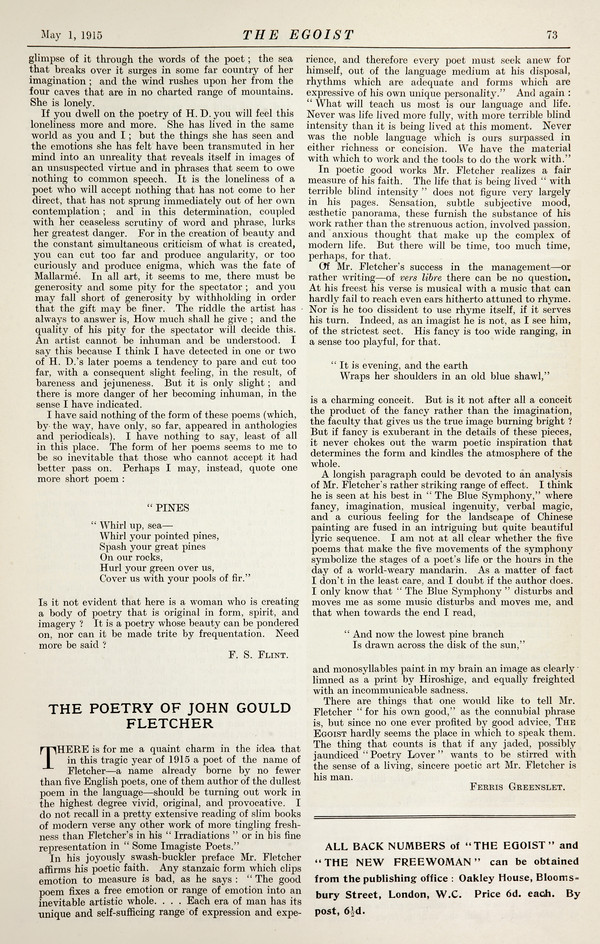 May 1, 1915
THE EGOIST
73
glimpse of it through the words of the poet; the sea
that breaks over it surges in some far country of her
imagination; and the wind rushes upon her from the
four caves that are in no charted range of mountains.
She is lonely.
If you dwell on the poetry of H. D. you will feel this
loneliness more and more. She has lived in the same
world as you and I; but the things she has seen and
the emotions she has felt have been transmuted in her
mind into an unreality that reveals itself in images of
an unsuspected virtue and in phrases that seem to owe
nothing to common speech. It is the loneliness of a
poet who will accept nothing that has not come to her
direct, that has not sprung immediately out of her own
contemplation; and in this determination, coupled
with her ceaseless scrutiny of word and phrase, lurks
her greatest danger. For in the creation of beauty and
the constant simultaneous criticism of what is created,
you can cut too far and produce angularity, or too
curiously and produce enigma, which was the fate of
Mallarmé. In all art, it seems to me, there must be
generosity and some pity for the spectator; and you
may fall short of generosity by withholding in order
that the gift may be finer. The riddle the artist has
always to answer is, How much shall he give; and the
quality of his pity for the spectator will decide this.
An artist cannot be inhuman and be understood. I
say this because I think I have detected in one or two
of H. D.'s later poems a tendency to pare and cut too
far, with a consequent slight feeling, in the result, of
bareness and jejuneness. But it is only slight; and
there is more danger of her becoming inhuman, in the
sense I have indicated.
I have said nothing of the form of these poems (which,
by the way, have only, so far, appeared in anthologies
and periodicals). I have nothing to say, least of all
in this place. The form of her poems seems to me to
be so inevitable that those who cannot accept it had
better pass on. Perhaps I may, instead, quote one
more short poem:
"PINES
"Whirl up, sea—
Whirl your pointed pines,
Spash your great pines
On our rocks,
Hurl your green over us,
Cover us with your pools of fir."
Is it not evident that here is a woman who is creating
a body of poetry that is original in form, spirit, and
imagery? It is a poetry whose beauty can be pondered
on, nor can it be made trite by frequentation. Need
more be said?
F. S. FLINT.
THE POETRY OF JOHN GOULD
FLETCHER
THERE is for me a quaint charm in the idea that
in this tragic year of 1915 a poet of the name of
Fletcher—a name already borne by no fewer
than five English poets, one of them author of the dullest
poem in the language—should be turning out work in
the highest degree vivid, original, and provocative. I
do not recall in a pretty extensive reading of slim books
of modern verse any other work of more tingling fresh-
ness than Fletcher's in his "Irradiations" or in his fine
representation in "Some Imagiste Poets."
In his joyously swash-buckler preface Mr. Fletcher
affirms his poetic faith. Any stanzaic form which clips
emotion to measure is bad, as he says: "The good
poem fixes a free emotion or range of emotion into an
inevitable artistic whole. . . . Each era of man has its
unique and self-sufficing range of expression and expe-
rience, and therefore every poet must seek anew for
himself, out of the language medium at his disposal,
rhythms which are adequate and forms which are
expressive of his own unique personality." And again:
"What will teach us most is our language and life.
Never was life lived more fully, with more terrible blind
intensity than it is being lived at this moment. Never
was the noble language which is ours surpassed in
either richness or concision. We have the material
with which to work and the tools to do the work with."
In poetic good works Mr. Fletcher realizes a fair
measure of his faith. The life that is being lived "with
terrible blind intensity" does not figure very largely
in his pages. Sensation, subtle subjective mood,
æsthetic panorama, these furnish the substance of his
work rather than the strenuous action, involved passion,
and anxious thought that make up the complex of
modern life. But there will be time, too much time,
perhaps, for that.
Of Mr. Fletcher's success in the management—or
rather writing—of vers libre there can be no question.
At his freest his verse is musical with a music that can
hardly fail to reach even ears hitherto attuned to rhyme.
Nor is he too dissident to use rhyme itself, if it serves
his turn. Indeed, as an imagist he is not, as I see him,
of the strictest sect. His fancy is too wide ranging, in
a sense too playful, for that.
"It is evening, and the earth
Wraps her shoulders in an old blue shawl,"
is a charming conceit. But is it not after all a conceit
the product of the fancy rather than the imagination,
the faculty that gives us the true image burning bright?
But if fancy is exuberant in the details of these pieces,
it never chokes out the warm poetic inspiration that
determines the form and kindles the atmosphere of the
whole.
A longish paragraph could be devoted to an analysis
of Mr. Fletcher's rather striking range of effect. I think
he is seen at his best in "The Blue Symphony," where
fancy, imagination, musical ingenuity, verbal magic,
and a curious feeling for the landscape of Chinese
painting are fused in an intriguing but quite beautiful
lyric sequence. I am not at all clear whether the five
poems that make the five movements of the symphony
symbolize the stages of a poet's life or the hours in the
day of a world-weary mandarin. As a matter of fact
I don't in the least care, and I doubt if the author does.
I only know that "The Blue Symphony" disturbs and
moves me as some music disturbs and moves me, and
that when towards the end I read,
"And now the lowest pine branch
Is drawn across the disk of the sun,"
and monosyllables paint in my brain an image as clearly
limned as a print by Hiroshige, and equally freighted
with an incommunicable sadness.
There are things that one would like to tell Mr.
Fletcher "for his own good," as the connubial phrase
is, but since no one ever profited by good advice, THE
EGOIST hardly seems the place in which to speak them.
The thing that counts is that if any jaded, possibly
jaundiced "Poetry Lover" wants to be stirred with
the sense of a living, sincere poetic art Mr. Fletcher is
his man.
FERRIS GREENSLET.
ALL BACK NUMBERS of "THE EGOIST" and
"THE NEW FREEWOMAN" can be obtained
from the publishing office: Oakley House, Blooms-
bury Street, London, W.C. Price 6d. each. By
post, 6½d.